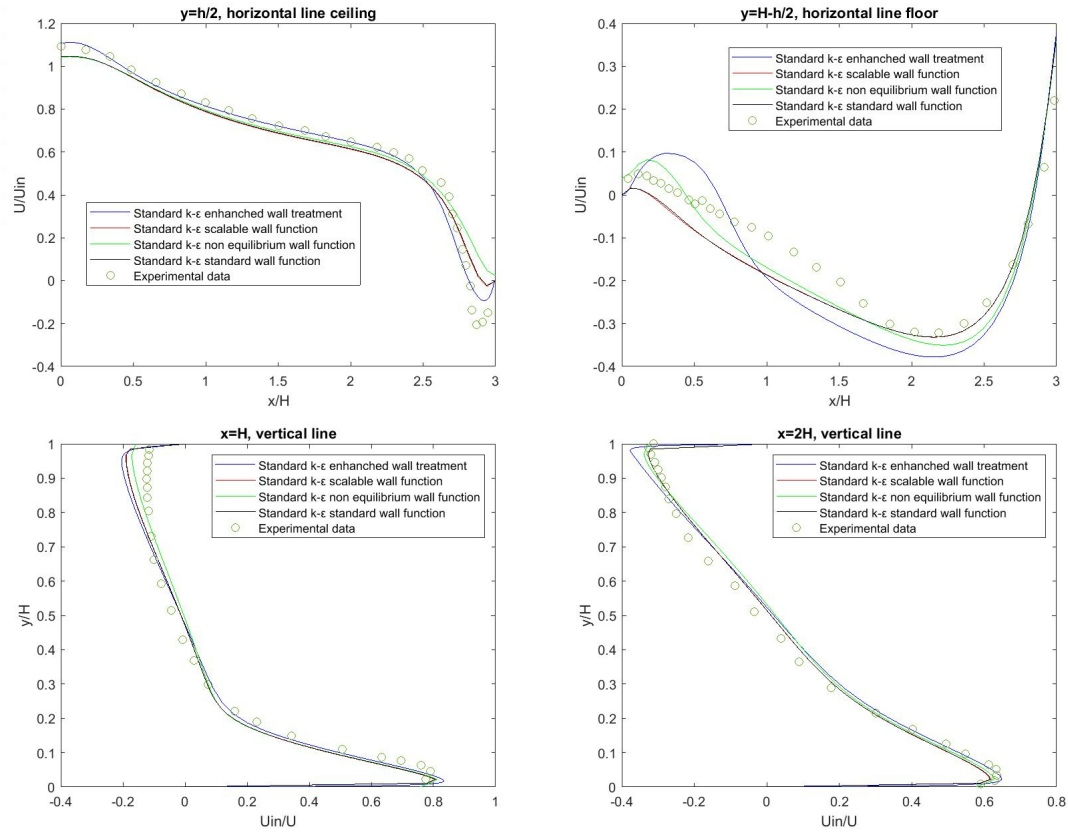 y=h/2, horizontal line ceiling
1.2
1
0.8
0.6
0.4
0.2
0
-0.2
-0.4
U/Uin
Standard k-ε enhanched wall treatment
Standard k-ε scalable wall function
Standard k-ε non equilibrium wall function
Standard k-ε standard wall function
Experimental data
0 0.5 1 1.5 2 2.5 3
x/H
y=H-h/2, horizontal line floor
0.4
0.3
0.2
0.1
0
-0.1
-0.2
-0.3
-0.4
U/Uin
Standard k-ε enhanched wall treatment
Standard k-ε scalable wall function
Standard k-ε non equilibrium wall function
Standard k-ε standard wall function
Experimental data
0 0.5 1 1.5 2 2.5 3
x/H
x=H, vertical line
1
0.9
0.8
0.7
0.6
0.5
0.4
0.3
0.2
0.1
0
y/H
Standard k-ε enhanched wall treatment
Standard k-ε scalable wall function
Standard k-ε non equilibrium wall function
Standard k-ε standard wall function
Experimental data
-0.4 -0.2 0 0.2 0.4 0.6 0.8 1
Uin/U
x=2H, vertical line
1
0.9
0.8
0.7
0.6
0.5
0.4
0.3
0.2
0.1
0
y/H
Standard k-ε enhanched wall treatment
Standard k-ε scalable wall function
Standard k-ε non equilibrium wall function
Standard k-ε standard wall function
Experimental data
-0.4 -0.2 0 0.2 0.4 0.6 0.8
Uin/U